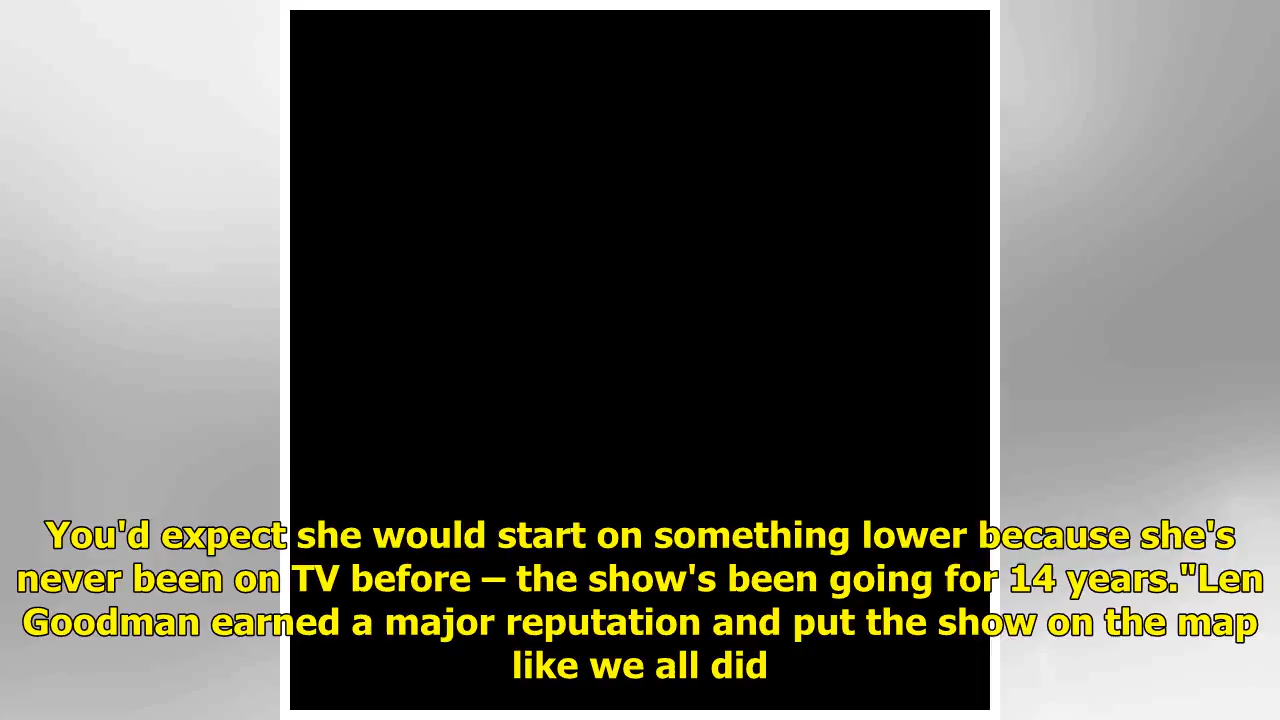 You'd expect she would start on something lower because she's
never been on TV before – the show's been going for 14 years."Len
Goodman earned a major reputation and put the show on the map
like we all did